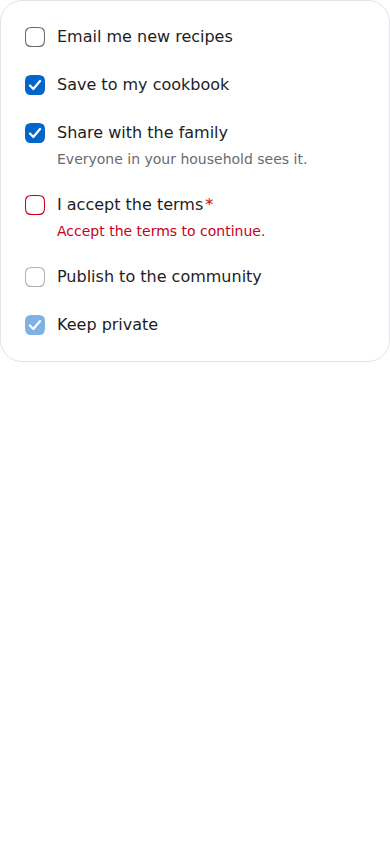 Email me new recipes
Save to my cookbook
Share with the family
Everyone in your household sees it.
I accept the terms*
Accept the terms to continue.
Publish to the community
Keep private